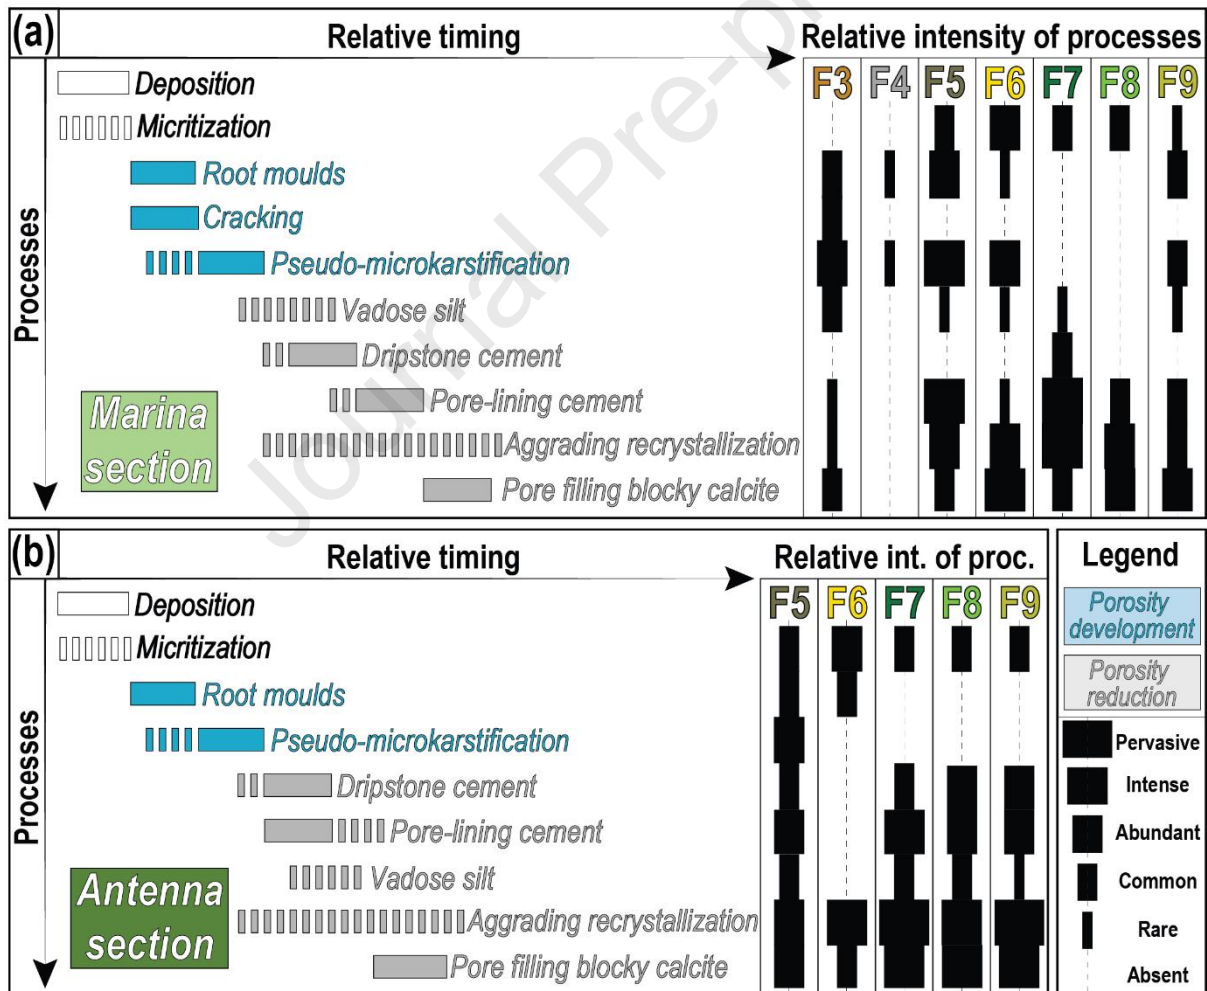 (a)
Relative timing
Relative intensity of processes
Processes
F3 F4 F5 F6 F7 F8 F9
Deposition
Micritization
Root moulds
Cracking
Pseudo-microkarstification
Vadose silt
Dripstone cement
Pore-lining cement
Aggrading recrystallization
Pore filling blocky calcite
Marina
section
Journal Pre-p
(b)
Relative timing
Relative int. of proc.
Processes
F5 F6 F7 F8 F9
Deposition
Micritization
Root moulds
Pseudo-microkarstification
Dripstone cement
Pore-lining cement
Vadose silt
Aggrading recrystallization
Pore filling blocky calcite
Antenna
section
Legend
Porosity
development
Porosity
reduction
Pervasive
Intense
Abundant
Common
Rare
Absent